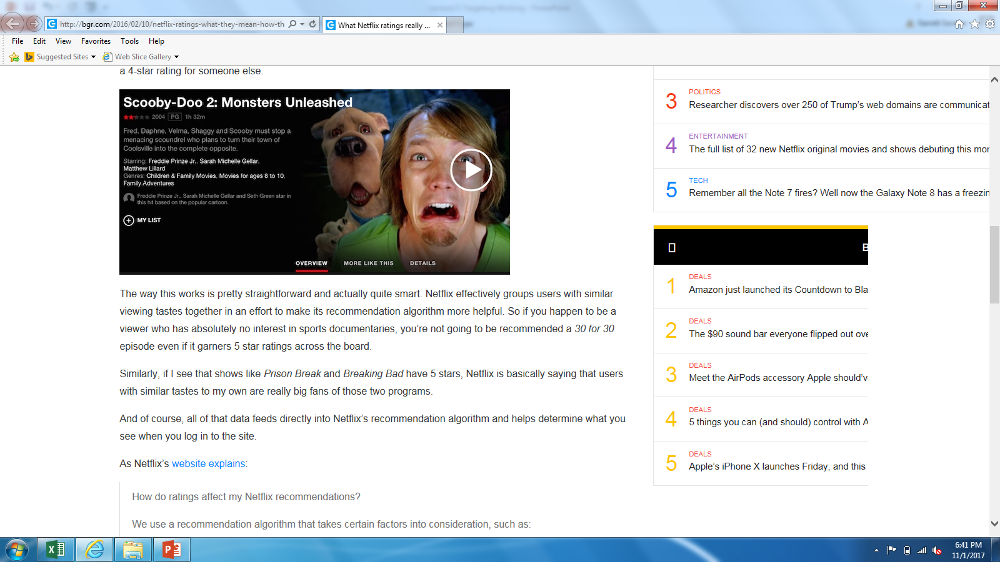 http://bgr.com/2016/02/10/netflix-ratings-what-they-mean-how-th
What Netflix ratings really ...
File Edit View Favorites Tools Help
Suggested Sites Web Slice Gallery
a 4-star rating for someone else.
Scooby-Doo 2: Monsters Unleashed
2004 PG 1h 32m
Fred, Daphne, Velma, Shaggy and Scooby must stop a
menacing scoundrel who plans to turn their town of
Coolsville into the complete opposite.
Starring: Freddie Prinze Jr., Sarah Michelle Gellar,
Matthew Lillard
Genres: Children & Family Movies, Movies for ages 8 to 10,
Family Adventures
Freddie Prinze Jr., Sarah Michelle Gellar and Seth Green star in
this hit based on the popular cartoon.
MY LIST
OVERVIEW MORE LIKE THIS DETAILS
The way this works is pretty straightforward and actually quite smart. Netflix effectively groups users with similar
viewing tastes together in an effort to make its recommendation algorithm more helpful. So if you happen to be a
viewer who has absolutely no interest in sports documentaries, you’re not going to be recommended a 30 for 30
episode even if it garners 5 star ratings across the board.
Similarly, if I see that shows like Prison Break and Breaking Bad have 5 stars, Netflix is basically saying that users
with similar tastes to my own are really big fans of those two programs.
And of course, all of that data feeds directly into Netflix’s recommendation algorithm and helps determine what you
see when you log in to the site.
As Netflix’s website explains:
How do ratings affect my Netflix recommendations?
We use a recommendation algorithm that takes certain factors into consideration, such as:
POLITICS
3 Researcher discovers over 250 of Trump’s web domains are communicat
ENTERTAINMENT
4 The full list of 32 new Netflix original movies and shows debuting this mor
TECH
5 Remember all the Note 7 fires? Well now the Galaxy Note 8 has a freezin
B
DEALS
1 Amazon just launched its Countdown to Bla
DEALS
2 The $90 sound bar everyone flipped out ove
DEALS
3 Meet the AirPods accessory Apple should’v
DEALS
4 5 things you can (and should) control with A
DEALS
5 Apple’s iPhone X launches Friday, and this
6:41 PM
11/1/2017